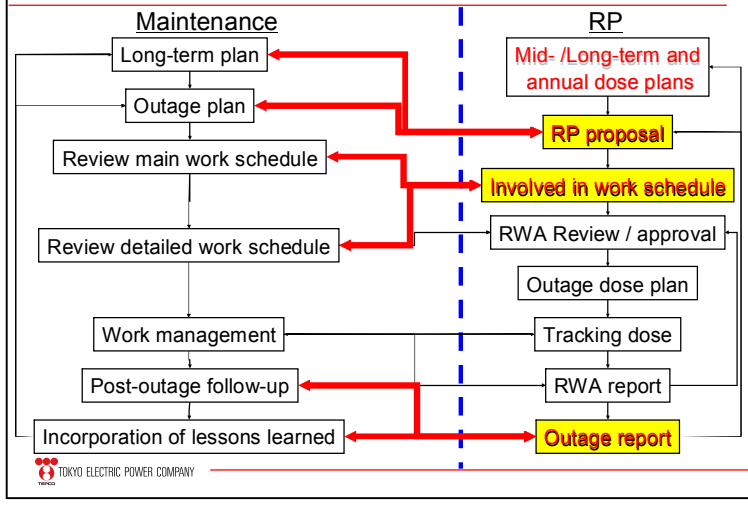 Maintenance
Long-term plan
Outage plan
Review main work schedule
Review detailed work schedule
Work management
Post-outage follow-up
Incorporation of lessons learned
RP
Mid- /Long-term and
annual dose plans
RP proposal
Involved in work schedule
RWA Review / approval
Outage dose plan
Tracking dose
RWA report
Outage report
TEPCO
TOKYO ELECTRIC POWER COMPANY